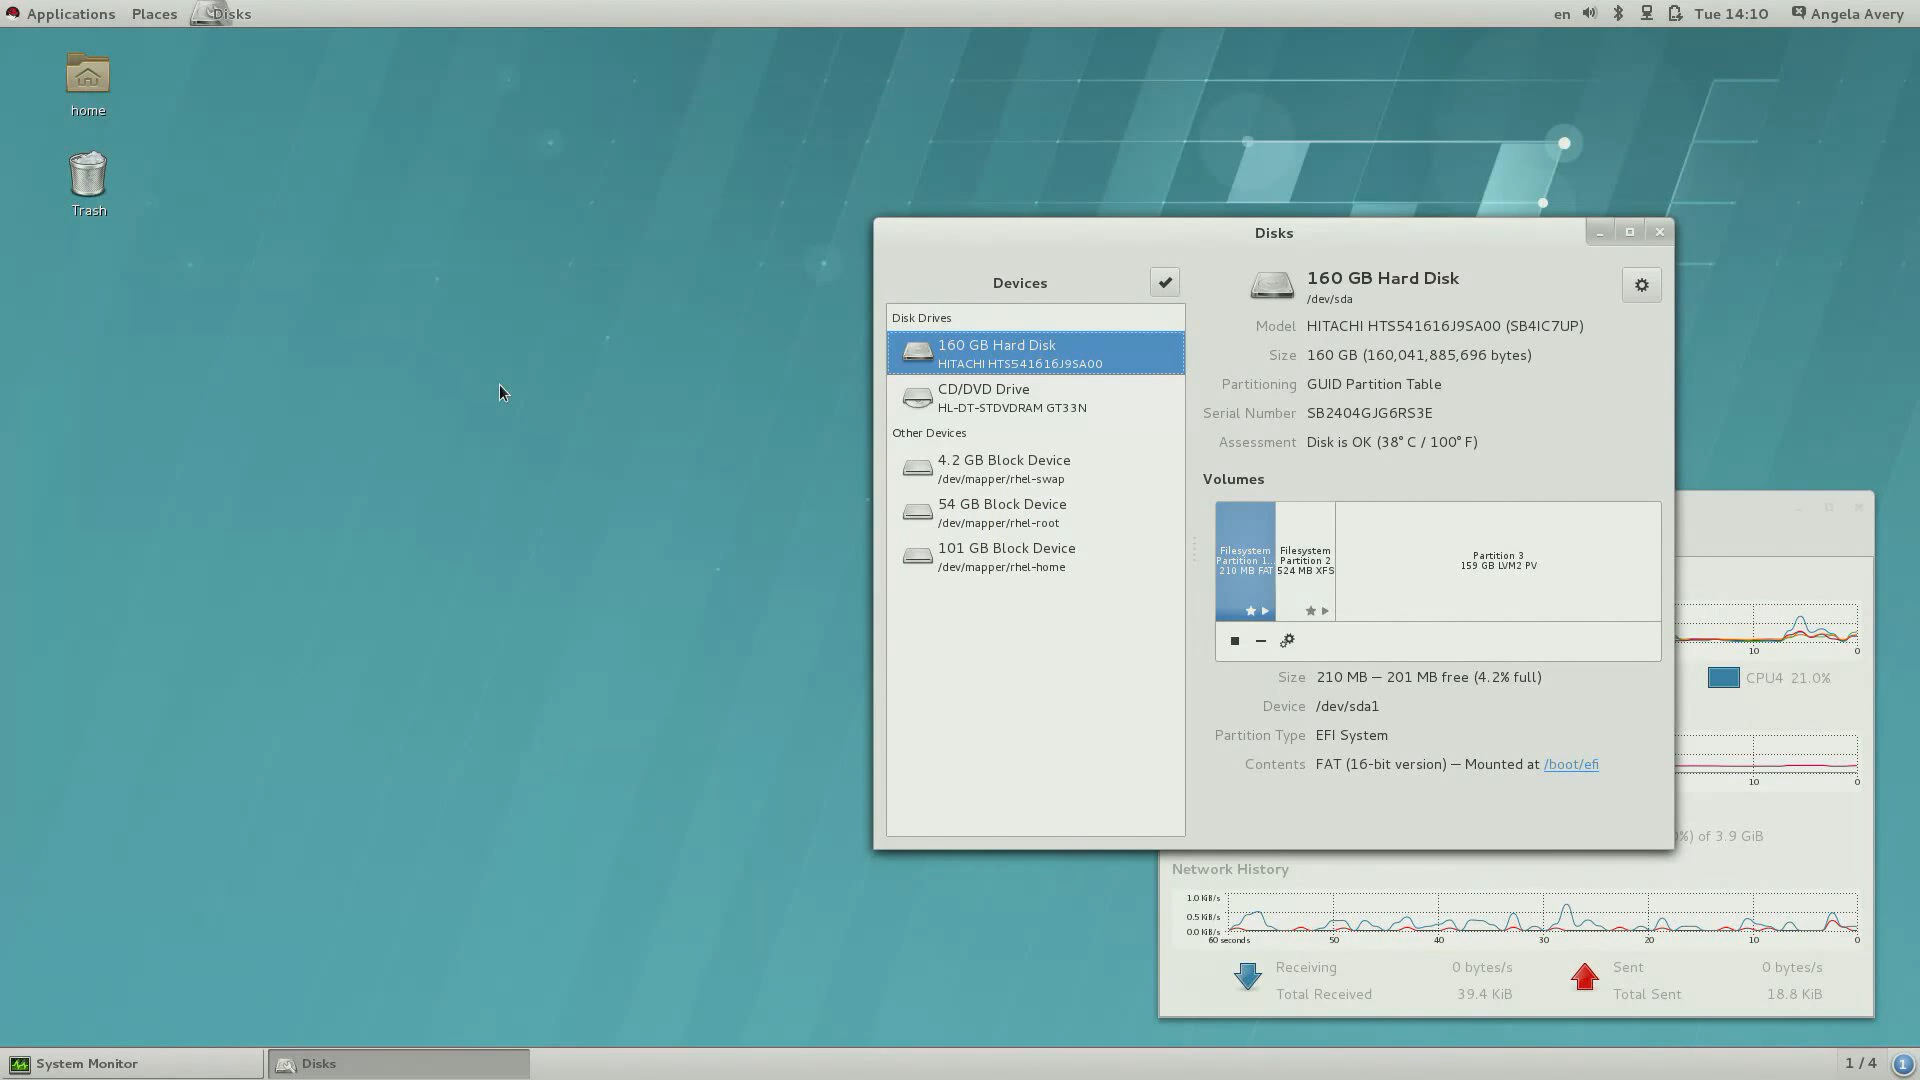 Applications Places Disks
en Tue 14:10 Angela Avery
home
Trash
Disks
Devices
Disk Drives
160 GB Hard Disk
HITACHI HTS541616J9SA00
CD/DVD Drive
HL-DT-STDVDRAM GT33N
Other Devices
4.2 GB Block Device
/dev/mapper/rhel-swap
54 GB Block Device
/dev/mapper/rhel-root
101 GB Block Device
/dev/mapper/rhel-home
160 GB Hard Disk
/dev/sda
Model HITACHI HTS541616J9SA00 (SB4IC7UP)
Size 160 GB (160,041,885,696 bytes)
Partitioning GUID Partition Table
Serial Number SB2404GJG6RS3E
Assessment Disk is OK (38° C / 100° F)
Volumes
Filesystem
Partition 1...
210 MB FAT
Filesystem
Partition 2
524 MB XFS
Partition 3
159 GB LVM2 PV
Size 210 MB — 201 MB free (4.2% full)
Device /dev/sda1
Partition Type EFI System
Contents FAT (16-bit version) — Mounted at /boot/efi
10 0
CPU4 21.0%
10 0
%) of 3.9 GiB
Network History
1.0 KiB/s
0.5 KiB/s
0.0 KiB/s
60 seconds 50 40 30 20 10 0
Receiving 0 bytes/s Sent 0 bytes/s
Total Received 39.4 KiB Total Sent 18.8 KiB
System Monitor Disks 1 / 4 1